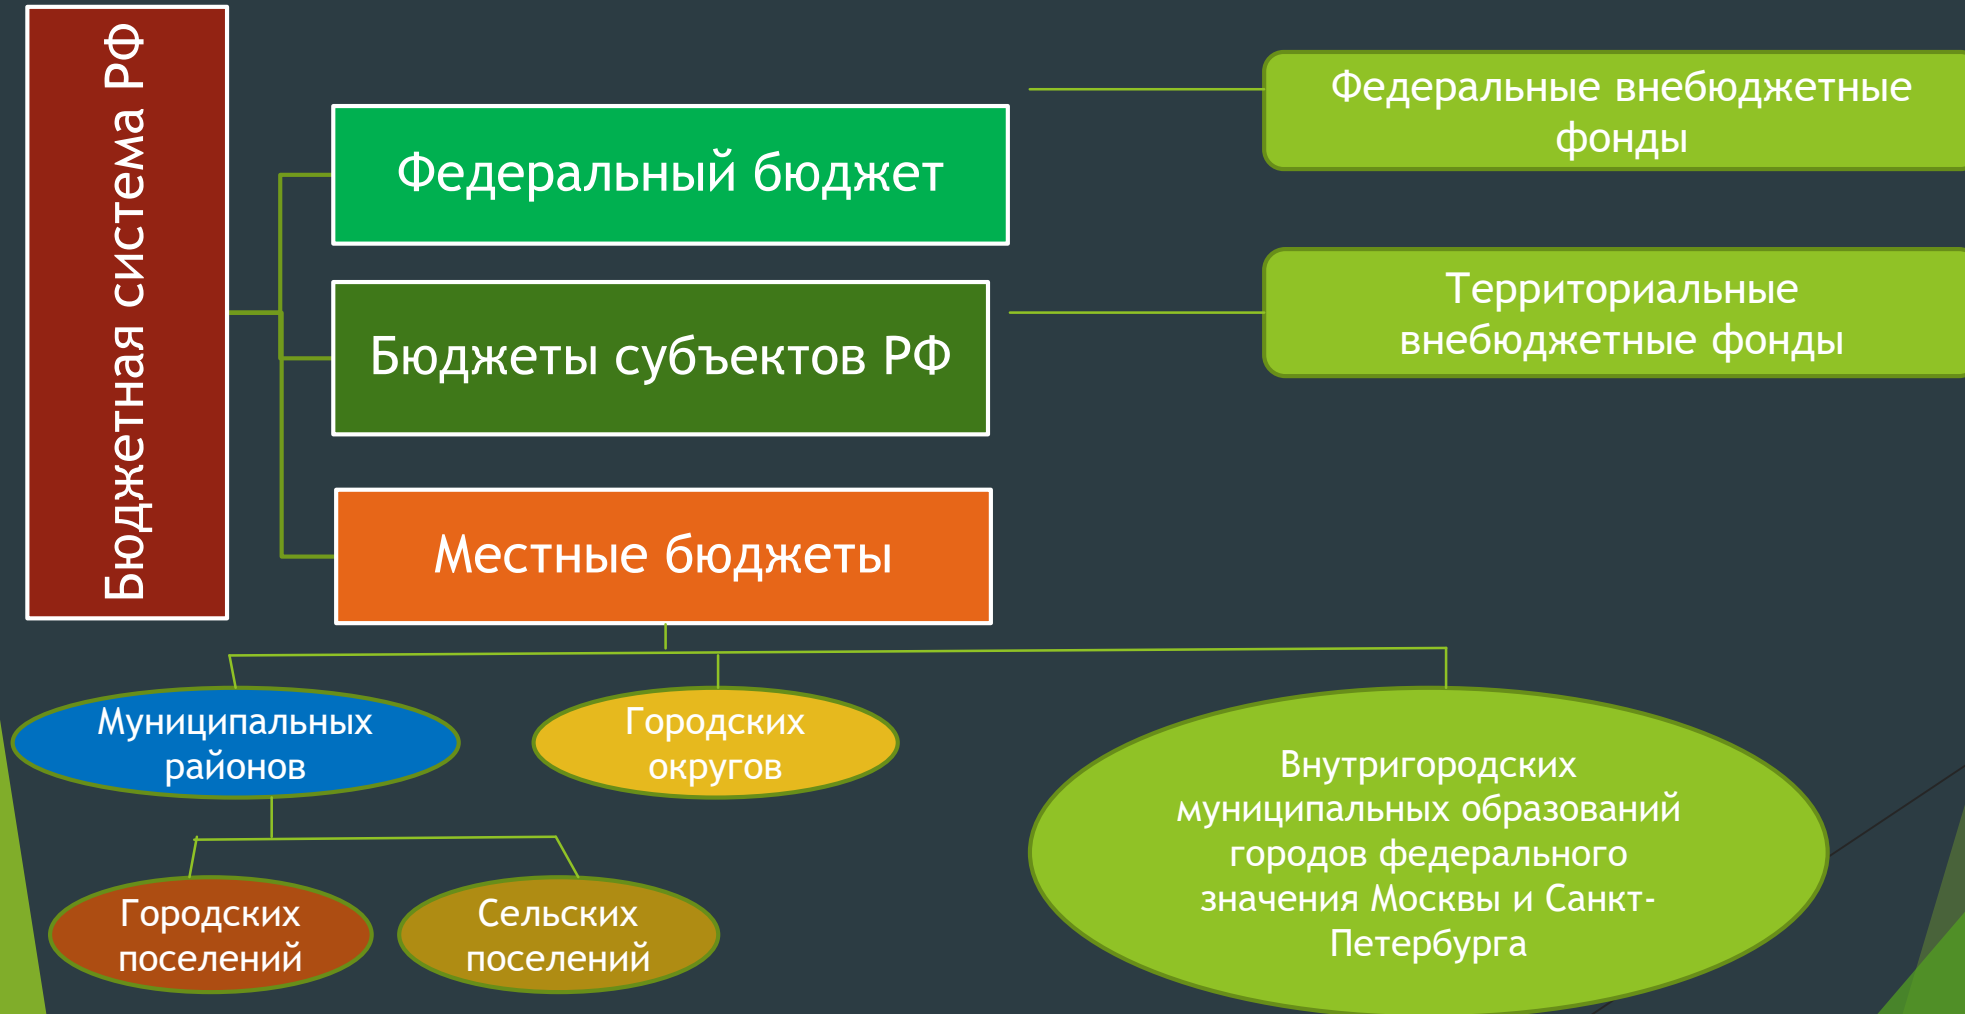 Бюджетная система РФ
Федеральный бюджет
Федеральные внебюджетные
фонды
Бюджеты субъектов РФ
Территориальные
внебюджетные фонды
Местные бюджеты
Муниципальных
районов
Городских
округов
Внутригородских
муниципальных образований
городов федерального
значения Москвы и Санкт-
Петербурга
Городских
поселений
Сельских
поселений